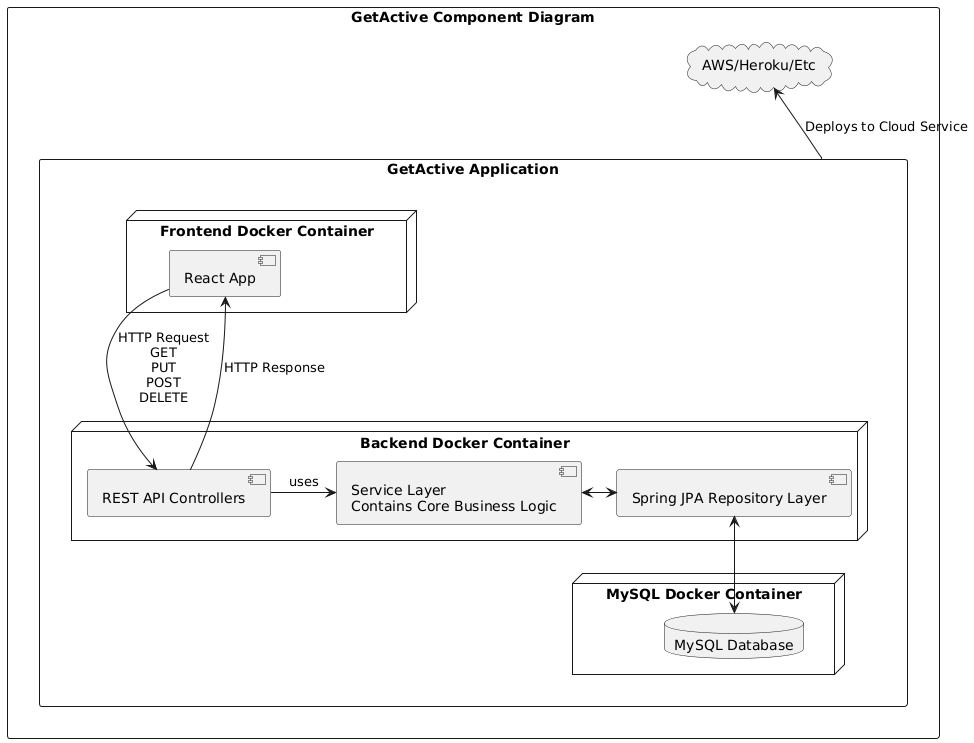 GetActive Component Diagram
AWS/Heroku/Etc
Deploys to Cloud Service
GetActive Application
Frontend Docker Container
React App
HTTP Request
GET
PUT
POST
DELETE
HTTP Response
Backend Docker Container
REST API Controllers
uses
Service Layer
Contains Core Business Logic
Spring JPA Repository Layer
MySQL Docker Container
MySQL Database